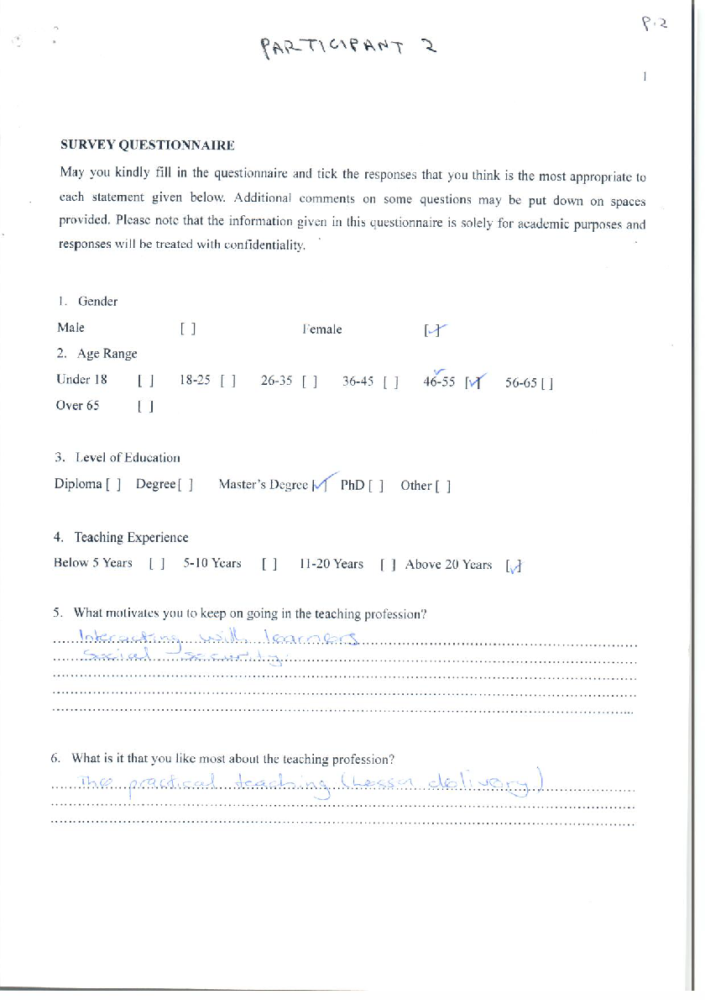 P.2
PARTICIPANT 2
1
SURVEY QUESTIONNAIRE
May you kindly fill in the questionnaire and tick the responses that you think is the most appropriate to
each statement given below. Additional comments on some questions may be put down on spaces
provided. Please note that the information given in this questionnaire is solely for academic purposes and
responses will be treated with confidentiality.
1. Gender
Male [ ] Female [✓]
2. Age Range
Under 18 [ ] 18-25 [ ] 26-35 [ ] 36-45 [ ] 46-55 [✓] 56-65 [ ]
Over 65 [ ]
3. Level of Education
Diploma [ ] Degree [ ] Master's Degree [✓] PhD [ ] Other [ ]
4. Teaching Experience
Below 5 Years [ ] 5-10 Years [ ] 11-20 Years [ ] Above 20 Years [✓]
5. What motivates you to keep on going in the teaching profession?
Interacting with learners
Social security.
6. What is it that you like most about the teaching profession?
The practical teaching (Lesson delivery)